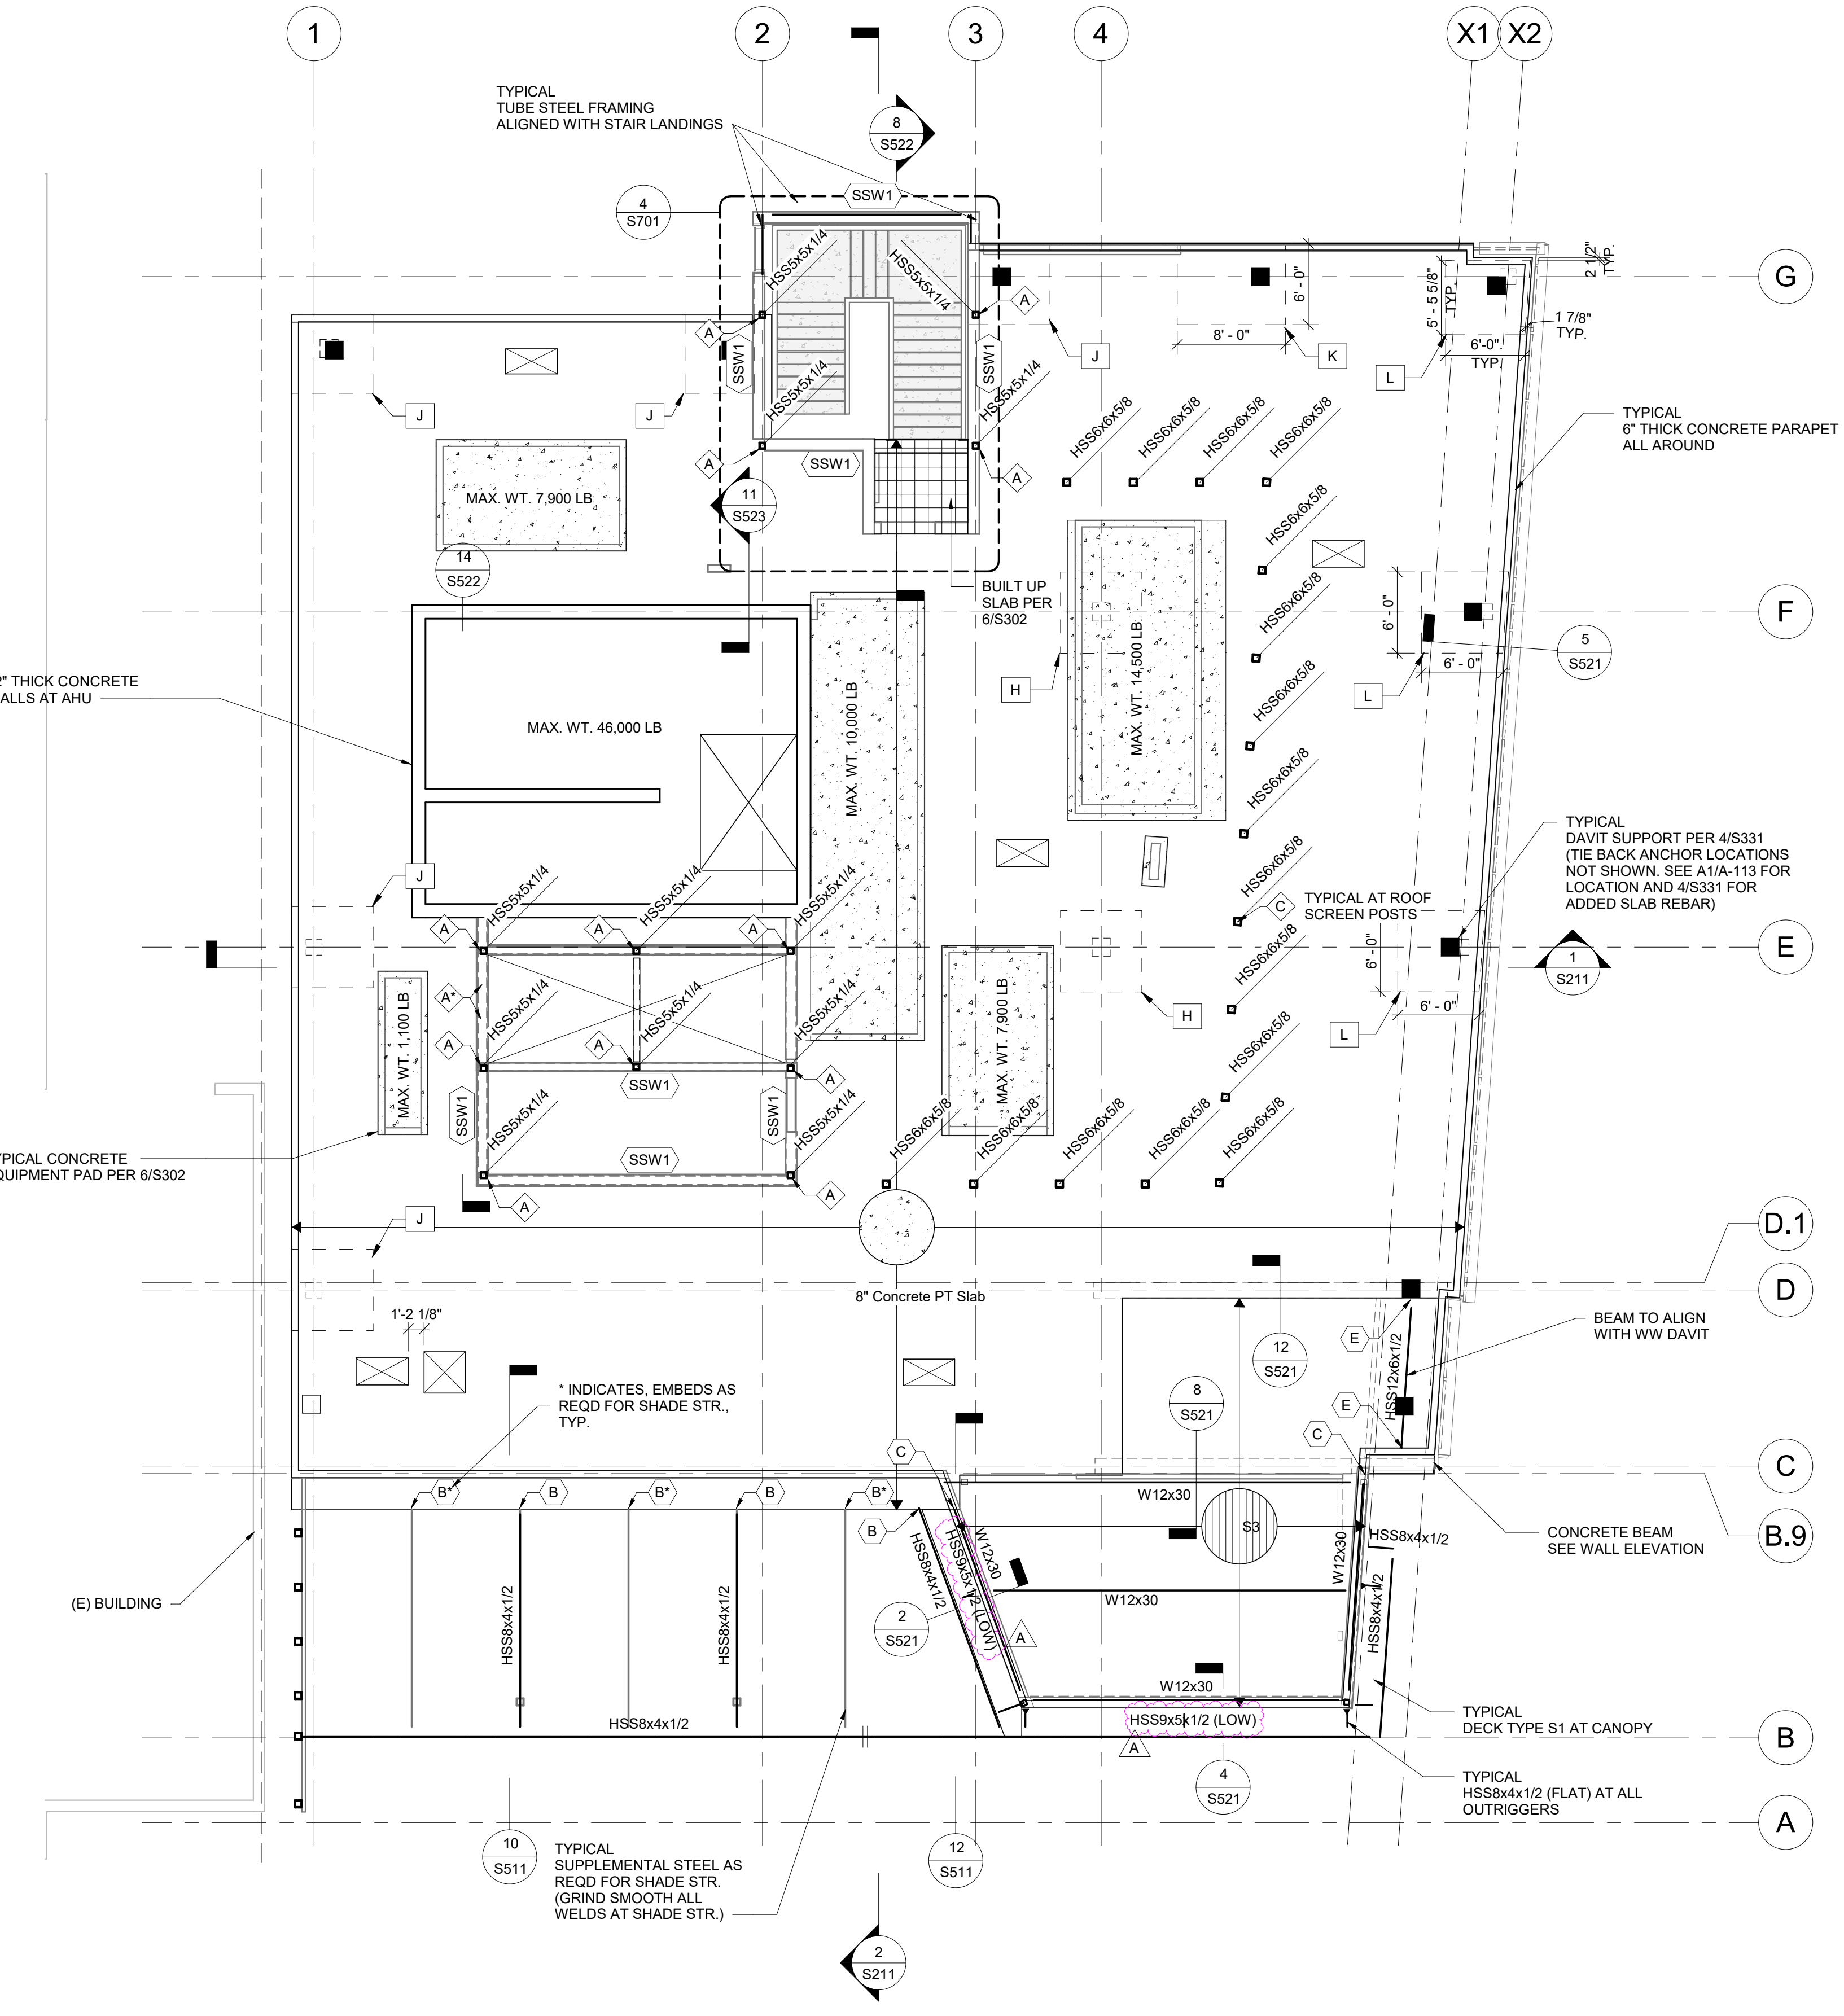 1
2
3
4
X1
X2
TYPICAL
TUBE STEEL FRAMING
ALIGNED WITH STAIR LANDINGS
8
S522
4
S701
SSW1
HSS5x5x1/4
HSS5x5x1/4
A
A
SSW1
SSW1
HSS5x5x1/4
HSS5x5x1/4
A
A
SSW1
6' - 0"
8' - 0"
J
K
5' - 5 5/8"
TYP.
2 1/2"
TYP.
1 7/8"
TYP.
6'-0".
TYP.
L
G
J
J
TYPICAL
6" THICK CONCRETE PARAPET
ALL AROUND
HSS6x6x5/8
HSS6x6x5/8
HSS6x6x5/8
HSS6x6x5/8
HSS6x6x5/8
HSS6x6x5/8
HSS6x6x5/8
HSS6x6x5/8
HSS6x6x5/8
HSS6x6x5/8
HSS6x6x5/8
MAX. WT. 7,900 LB
11
S523
14
S522
BUILT UP
SLAB PER
6/S302
6' - 0"
6' - 0"
L
5
S521
F
H
MAX. WT. 14,500 LB
MAX. WT. 10,000 LB
MAX. WT. 46,000 LB
2" THICK CONCRETE
ALLS AT AHU
J
HSS5x5x1/4
HSS5x5x1/4
HSS5x5x1/4
A
A
A
C
TYPICAL AT ROOF
SCREEN POSTS
TYPICAL
DAVIT SUPPORT PER 4/S331
(TIE BACK ANCHOR LOCATIONS
NOT SHOWN. SEE A1/A-113 FOR
LOCATION AND 4/S331 FOR
ADDED SLAB REBAR)
1
S211
E
6' - 0"
6' - 0"
L
H
A*
HSS5x5x1/4
HSS5x5x1/4
HSS5x5x1/4
A
A
A
MAX. WT. 1,100 LB
MAX. WT. 7,900 LB
SSW1
SSW1
SSW1
SSW1
HSS5x5x1/4
HSS5x5x1/4
A
A
HSS6x6x5/8
HSS6x6x5/8
HSS6x6x5/8
HSS6x6x5/8
HSS6x6x5/8
YPICAL CONCRETE
QUIPMENT PAD PER 6/S302
J
D.1
D
8" Concrete PT Slab
1'-2 1/8"
* INDICATES, EMBEDS AS
REQD FOR SHADE STR.,
TYP.
12
S521
8
S521
E
E
HSS12x6x1/2
BEAM TO ALIGN
WITH WW DAVIT
C
C
C
B*
B
B*
B
B*
B
W12x30
S3
W12x30
W12x30
HSS8x4x1/2
HSS9x5x1/2 (LOW)
HSS8x4x1/2
CONCRETE BEAM
SEE WALL ELEVATION
B.9
W12x30
HSS8x4x1/2
HSS8x4x1/2
HSS8x4x1/2
2
S521
A
(E) BUILDING
W12x30
HSS9x5x1/2 (LOW)
A
HSS8x4x1/2
TYPICAL
DECK TYPE S1 AT CANOPY
B
TYPICAL
HSS8x4x1/2 (FLAT) AT ALL
OUTRIGGERS
4
S521
A
10
S511
TYPICAL
SUPPLEMENTAL STEEL AS
REQD FOR SHADE STR.
(GRIND SMOOTH ALL
WELDS AT SHADE STR.)
12
S511
2
S211